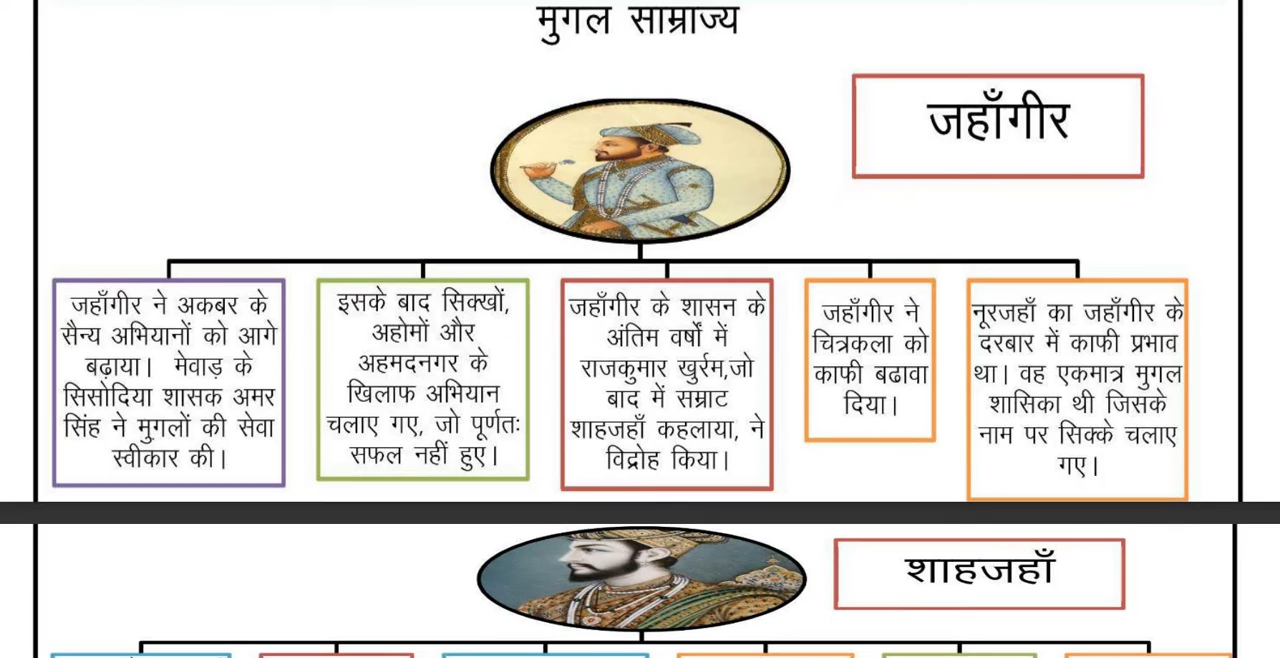 मुगल साम्राज्य
जहाँगीर
जहाँगीर ने अकबर के
सैन्य अभियानों को आगे
बढ़ाया। मेवाड़ के
सिसोदिया शासक अमर
सिंह ने मुगलों की सेवा
स्वीकार की।
इसके बाद सिक्खों,
अहोमों और
अहमदनगर के
खिलाफ अभियान
चलाए गए, जो पूर्णतः
सफल नहीं हुए।
जहाँगीर के शासन के
अंतिम वर्षों में
राजकुमार खुर्रम,जो
बाद में सम्राट
शाहजहाँ कहलाया, ने
विद्रोह किया।
जहाँगीर ने
चित्रकला को
काफी बढावा
दिया।
नूरजहाँ का जहाँगीर के
दरबार में काफी प्रभाव
था। वह एकमात्र मुगल
शासिका थी जिसके
नाम पर सिक्के चलाए
गए।
शाहजहाँ